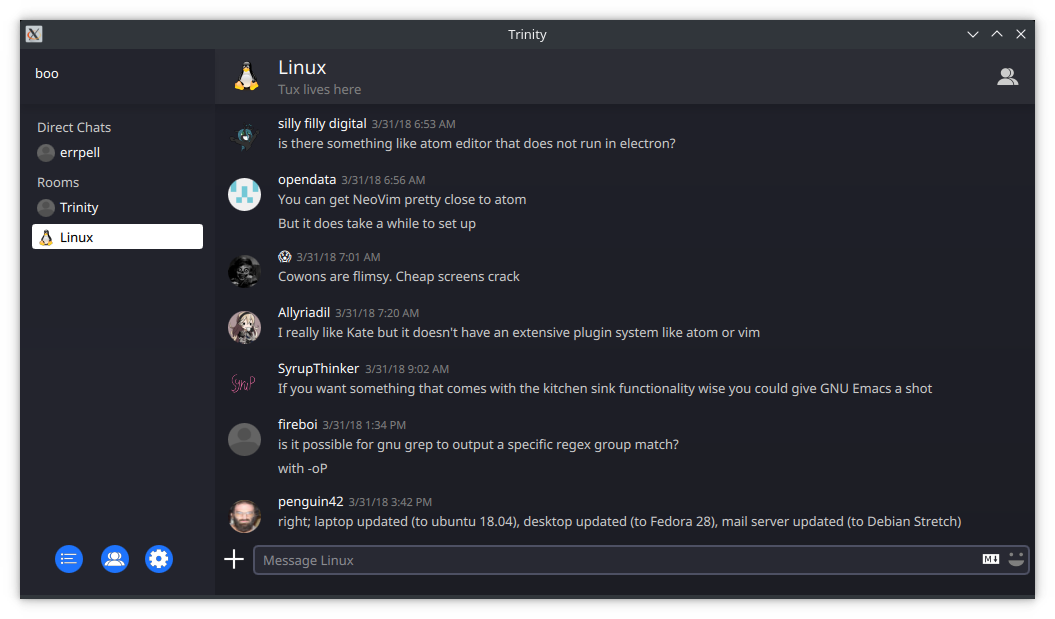 Trinity
boo
Linux
Tux lives here
Direct Chats
errpell
Rooms
Trinity
Linux
silly filly digital 3/31/18 6:53 AM
is there something like atom editor that does not run in electron?
opendata 3/31/18 6:56 AM
You can get NeoVim pretty close to atom
But it does take a while to set up
😱 3/31/18 7:01 AM
Cowons are flimsy. Cheap screens crack
Allyriadil 3/31/18 7:20 AM
I really like Kate but it doesn't have an extensive plugin system like atom or vim
Syrup
SyrupThinker 3/31/18 9:02 AM
If you want something that comes with the kitchen sink functionality wise you could give GNU Emacs a shot
fireboi 3/31/18 1:34 PM
is it possible for gnu grep to output a specific regex group match?
with -oP
penguin42 3/31/18 3:42 PM
right; laptop updated (to ubuntu 18.04), desktop updated (to Fedora 28), mail server updated (to Debian Stretch)
Message Linux
M↓